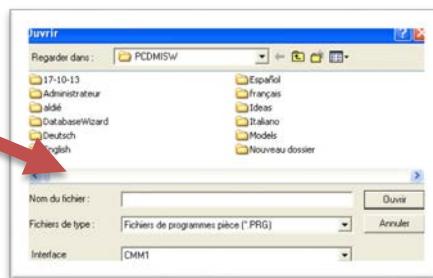 Ouvrir
Regarder dans : PCDMISW
17-10-13
Administrateur
aldié
DatabaseWizard
Deutsch
English
Español
français
Ideas
Italiano
Models
Nouveau dossier
Nom du fichier : Ouvrir
Fichiers de type : Fichiers de programmes pièce (*.PRG) Annuler
Interface CMM1